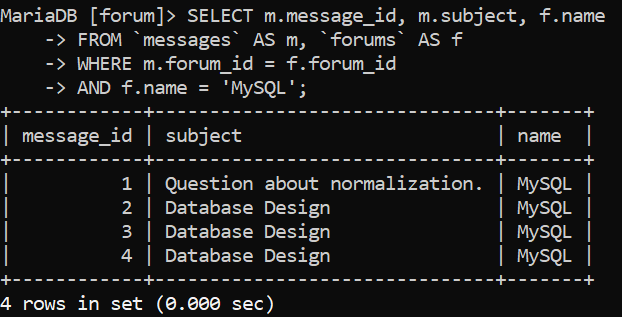 MariaDB [forum]> SELECT m.message_id, m.subject, f.name
    -> FROM `messages` AS m, `forums` AS f
    -> WHERE m.forum_id = f.forum_id
    -> AND f.name = 'MySQL';
+------------+-------------------------------+-------+
| message_id | subject                       | name  |
+------------+-------------------------------+-------+
|          1 | Question about normalization. | MySQL |
|          2 | Database Design               | MySQL |
|          3 | Database Design               | MySQL |
|          4 | Database Design               | MySQL |
+------------+-------------------------------+-------+
4 rows in set (0.000 sec)